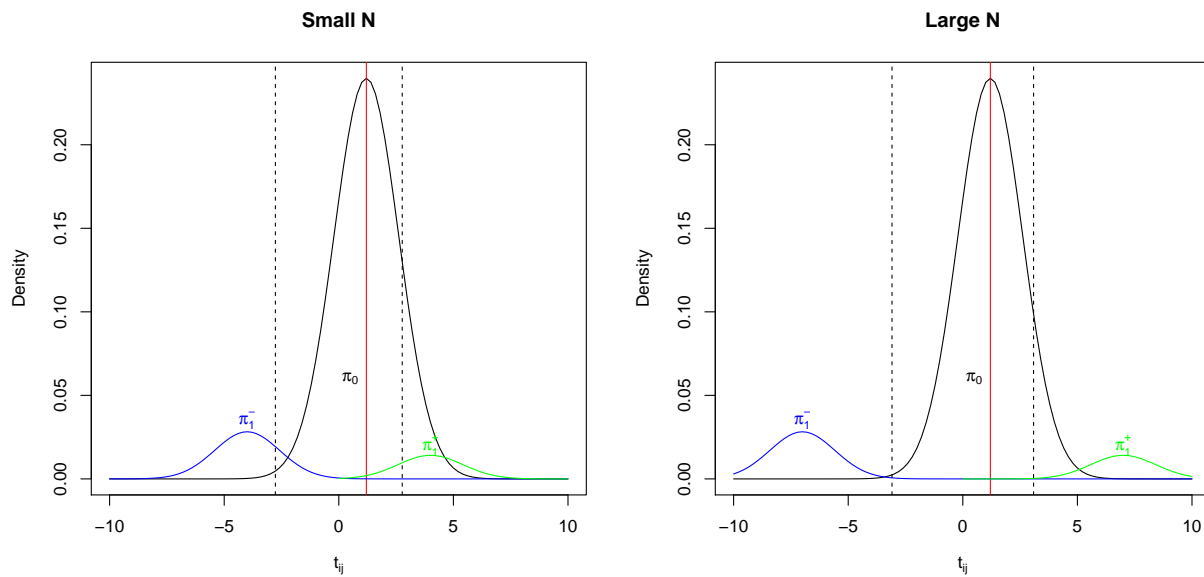 Small N
Density
0.00 0.05 0.10 0.15 0.20
π₁⁻
π₀
π₁⁺
−10 −5 0 5 10
tᵢⱼ
Large N
Density
0.00 0.05 0.10 0.15 0.20
π₁⁻
π₀
π₁⁺
−10 −5 0 5 10
tᵢⱼ